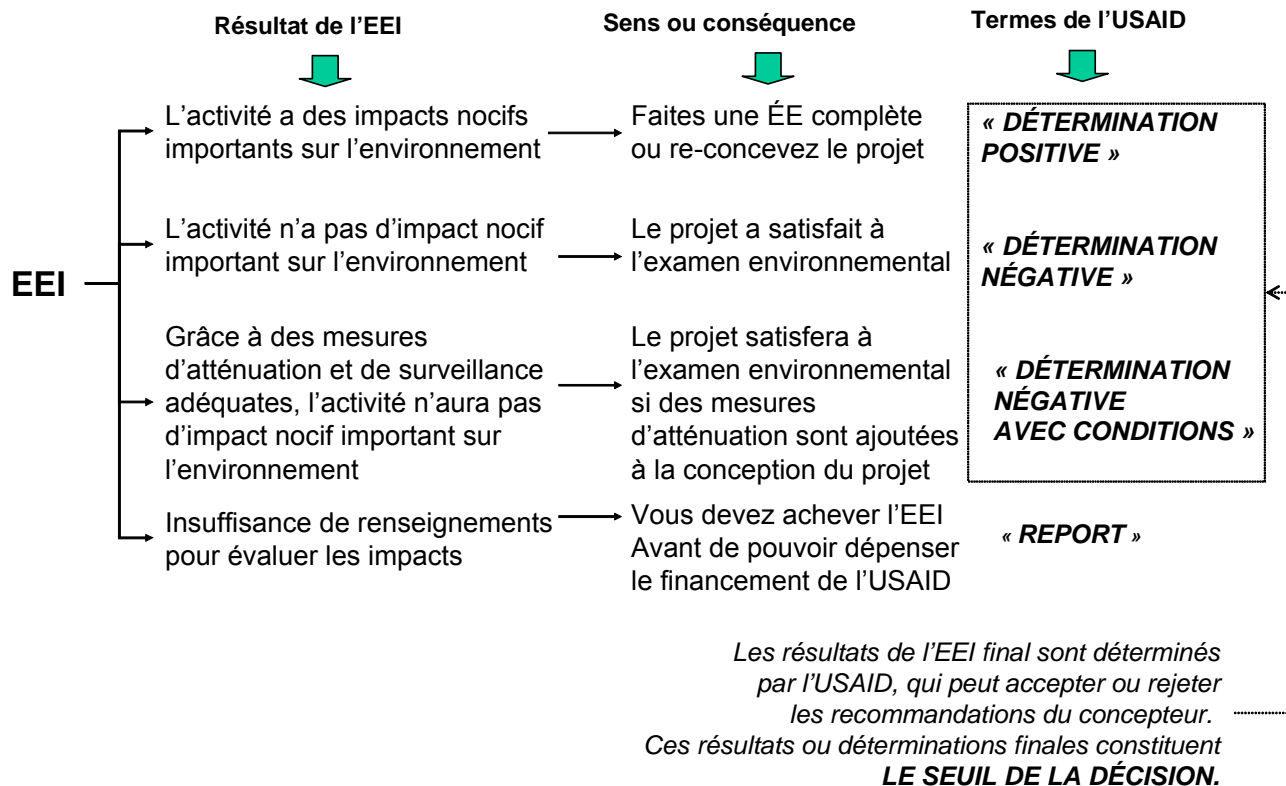 Résultat de l'EEI
Sens ou conséquence
Termes de l'USAID
EEI
L'activité a des impacts nocifs
importants sur l'environnement
Faites une ÉE complète
ou re-concevez le projet
« DÉTERMINATION
POSITIVE »
L'activité n'a pas d'impact nocif
important sur l'environnement
Le projet a satisfait à
l'examen environnemental
« DÉTERMINATION
NÉGATIVE »
Grâce à des mesures
d'atténuation et de surveillance
adéquates, l'activité n'aura pas
d'impact nocif important sur
l'environnement
Le projet satisfera à
l'examen environnemental
si des mesures
d'atténuation sont ajoutées
à la conception du projet
« DÉTERMINATION
NÉGATIVE
AVEC CONDITIONS »
Insuffisance de renseignements
pour évaluer les impacts
Vous devez achever l'EEI
Avant de pouvoir dépenser
le financement de l'USAID
« REPORT »
Les résultats de l'EEI final sont déterminés
par l'USAID, qui peut accepter ou rejeter
les recommandations du concepteur.
Ces résultats ou déterminations finales constituent
LE SEUIL DE LA DÉCISION.